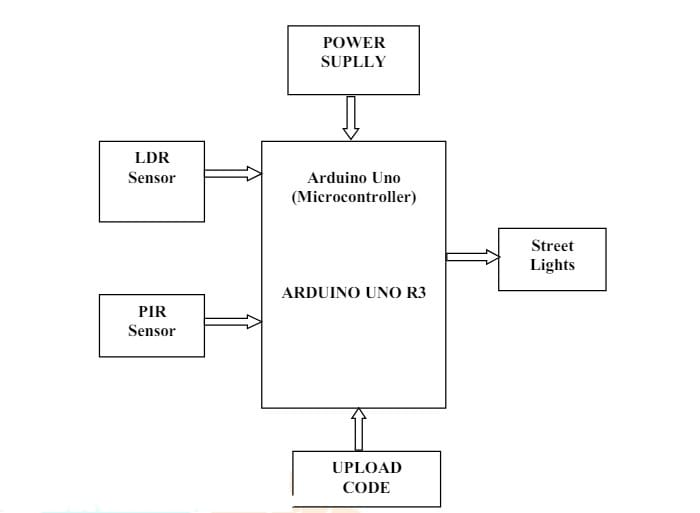 POWER
SUPLLY
LDR
Sensor
Arduino Uno
(Microcontroller)
Street
Lights
ARDUINO UNO R3
PIR
Sensor
UPLOAD
CODE